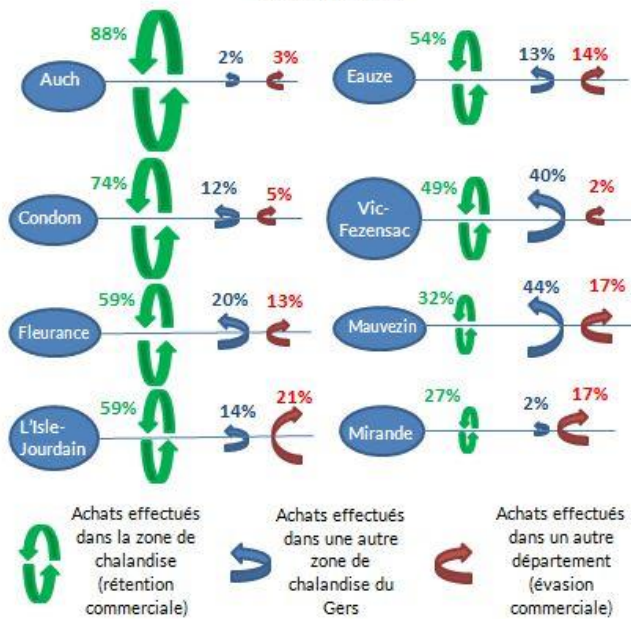 88%
2%
3%
Auch
54%
13%
14%
Eauze
74%
12%
5%
Condom
49%
40%
2%
Vic-
Fezensac
59%
20%
13%
Fleurance
32%
44%
17%
Mauvezin
59%
14%
21%
L'Isle-
Jourdain
27%
2%
17%
Mirande
Achats effectués
dans la zone de
chalandise
(rétention
commerciale)
Achats effectués
dans une autre
zone de
chalandise du
Gers
Achats effectués
dans un autre
département
(évasion
commerciale)